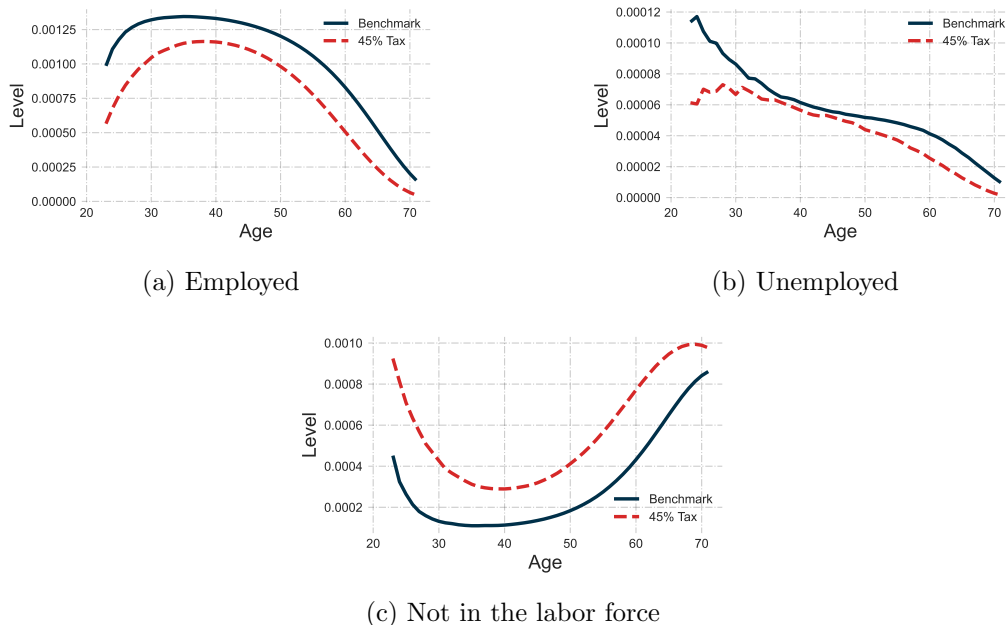 0.00125
0.00100
0.00075
0.00050
0.00025
0.00000
Level
20 30 40 50 60 70
Age
Benchmark
45% Tax
(a) Employed
0.00012
0.00010
0.00008
0.00006
0.00004
0.00002
0.00000
Level
20 30 40 50 60 70
Age
Benchmark
45% Tax
(b) Unemployed
0.0010
0.0008
0.0006
0.0004
0.0002
Level
20 30 40 50 60 70
Age
Benchmark
45% Tax
(c) Not in the labor force